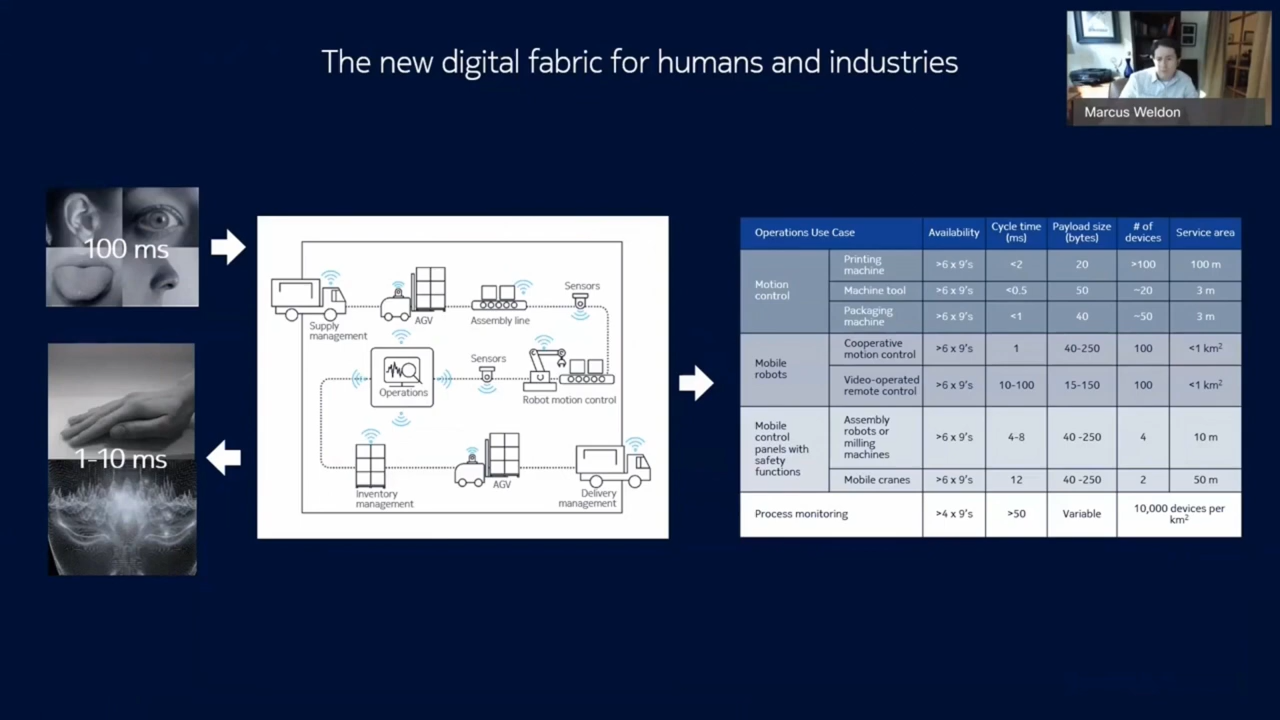 The new digital fabric for humans and industries
Marcus Weldon
100 ms
1-10 ms
Supply
management
AGV
Assembly line
Sensors
Operations
Sensors
Robot motion control
Inventory
management
AGV
Delivery
management
Operations Use Case
Availability
Cycle time
(ms)
Payload size
(bytes)
# of
devices
Service area
Motion
control
Printing
machine
>6 x 9's
<2
20
>100
100 m
Machine tool
>6 x 9's
<0.5
50
~20
3 m
Packaging
machine
>6 x 9's
<1
40
~50
3 m
Mobile
robots
Cooperative
motion control
>6 x 9's
1
40-250
100
<1 km²
Video-operated
remote control
>6 x 9's
10-100
15-150
100
<1 km²
Mobile
control
panels with
safety
functions
Assembly
robots or
milling
machines
>6 x 9's
4-8
40 -250
4
10 m
Mobile cranes
>6 x 9's
12
40 -250
2
50 m
Process monitoring
>4 x 9's
>50
Variable
10,000 devices per
km²